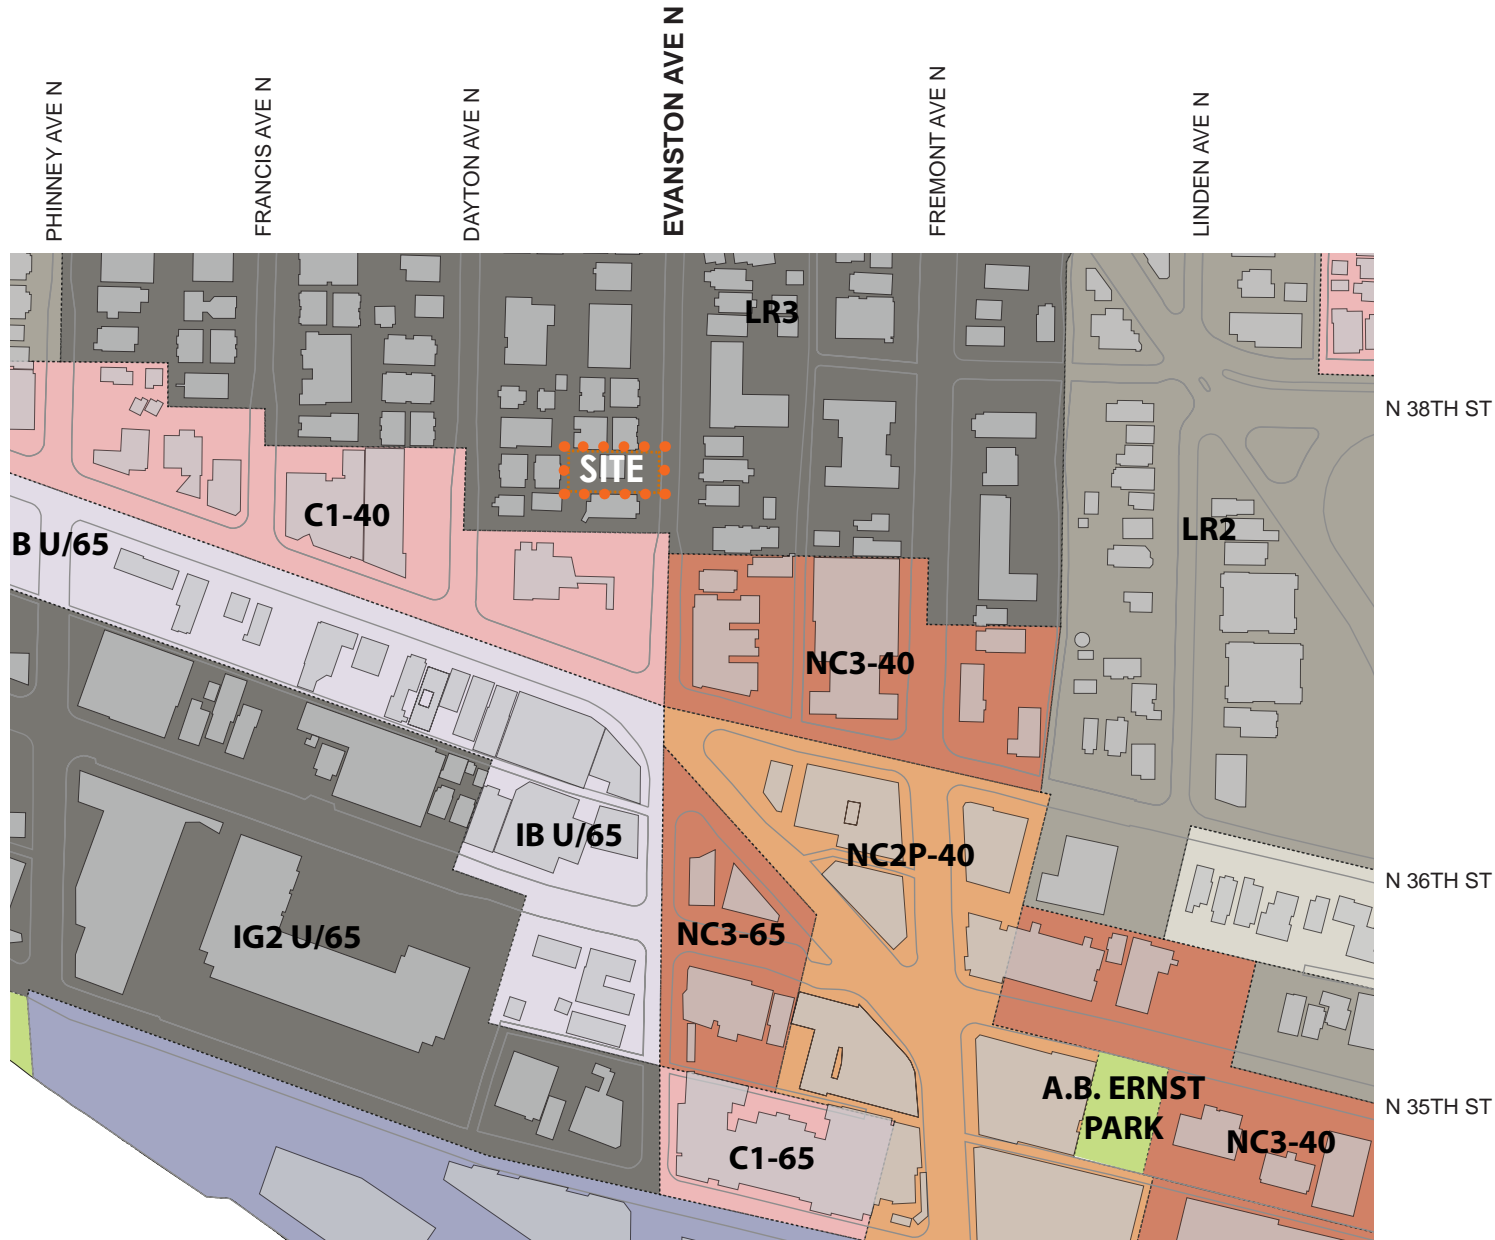 PHINNEY AVE N
FRANCIS AVE N
DAYTON AVE N
EVANSTON AVE N
FREMONT AVE N
LINDEN AVE N
LR3
N 38TH ST
SITE
C1-40
LR2
B U/65
NC3-40
IB U/65
NC2P-40
N 36TH ST
IG2 U/65
NC3-65
A.B. ERNST
PARK
N 35TH ST
NC3-40
C1-65